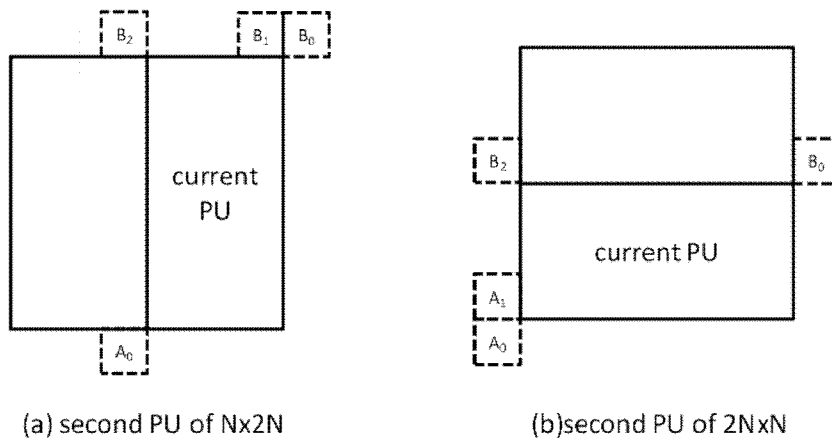 B₂ B₁ B₀
current
PU
A₀
(a) second PU of Nx2N
B₂ B₀
current PU
A₁
A₀
(b)second PU of 2NxN